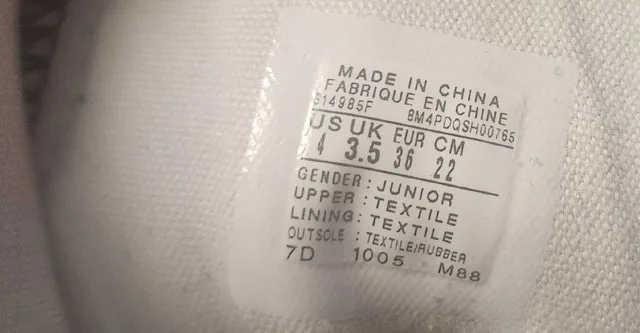 MADE IN CHINA
FABRIQUE EN CHINE
614985F 8M4PDQSH00765
US UK EUR CM
4 3.5 36 22
GENDER : JUNIOR
UPPER : TEXTILE
LINING : TEXTILE
OUTSOLE : TEXTILE/RUBBER
7D 1005 M88